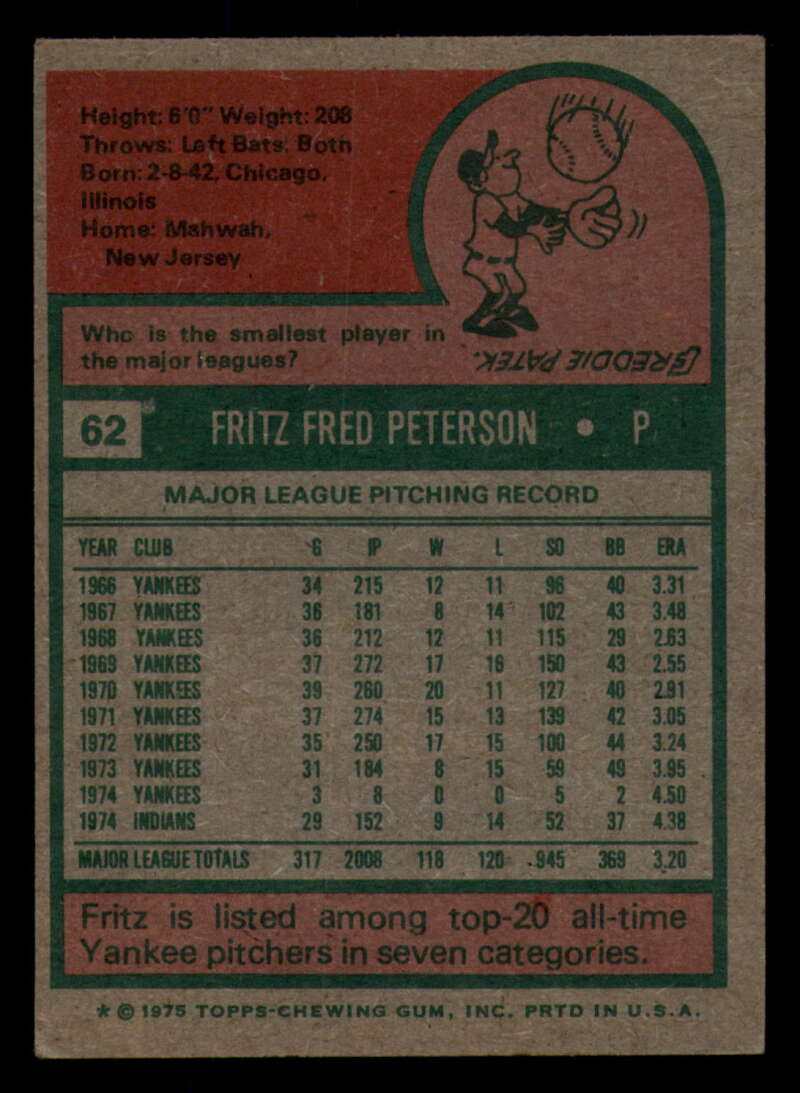 Height: 6'0" Weight: 208
Throws: Left Bats: Both
Born: 2-8-42, Chicago,
Illinois
Home: Mahwah,
New Jersey
Who is the smallest player in
the major leagues?
FREDDIE PATEK.
62 FRITZ FRED PETERSON • P
MAJOR LEAGUE PITCHING RECORD
YEAR CLUB G IP W L SO BB ERA
1966 YANKEES 34 215 12 11 96 40 3.31
1967 YANKEES 36 181 8 14 102 43 3.48
1968 YANKEES 36 212 12 11 115 29 2.63
1969 YANKEES 37 272 17 16 150 43 2.55
1970 YANKEES 39 260 20 11 127 40 2.91
1971 YANKEES 37 274 15 13 139 42 3.05
1972 YANKEES 35 250 17 15 100 44 3.24
1973 YANKEES 31 184 8 15 59 49 3.95
1974 YANKEES 3 8 0 0 5 2 4.50
1974 INDIANS 29 152 9 14 52 37 4.38
MAJOR LEAGUE TOTALS 317 2008 118 120 945 369 3.20
Fritz is listed among top-20 all-time
Yankee pitchers in seven categories.
* © 1975 TOPPS-CHEWING GUM, INC. PRTD IN U.S.A.